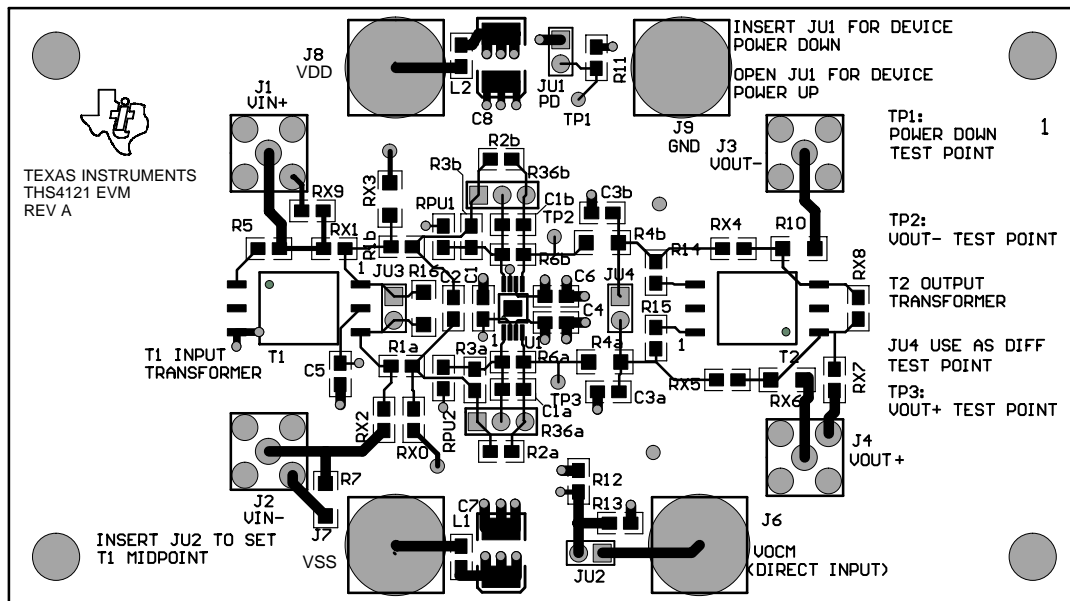 INSERT JU1 FOR DEVICE
POWER DOWN
OPEN JU1 FOR DEVICE
POWER UP
J8
VDD
L2
C8
JU1
PD
R11
TP1
J9
GND
J1
VIN+
TEXAS INSTRUMENTS
THS4121 EVM
REV A
J3
VOUT-
TP1:
POWER DOWN
TEST POINT
1
R2b
R3b
R36b
RX3
RX9
RPU1
C1b
TP2
C3b
R5
RX1
R1b
R6b
R4b
R14
RX4
R10
TP2:
VOUT- TEST POINT
1
JU3
R16
C2
C1
C6
C4
JU4
R15
RX8
T2 OUTPUT
TRANSFORMER
T1
1
U1
1
T2
T1 INPUT
TRANSFORMER
C5
R1a
R3a
R6a
R4a
TP3
C3a
RX5
RX6
RX7
JU4 USE AS DIFF
TEST POINT
TP3:
VOUT+ TEST POINT
RX2
RX0
RPU2
C1a
R36a
R2a
J4
VOUT+
J2
VIN-
R7
J7
VSS
C7
L1
R12
R13
JU2
J6
VOCM
(DIRECT INPUT)
INSERT JU2 TO SET
T1 MIDPOINT